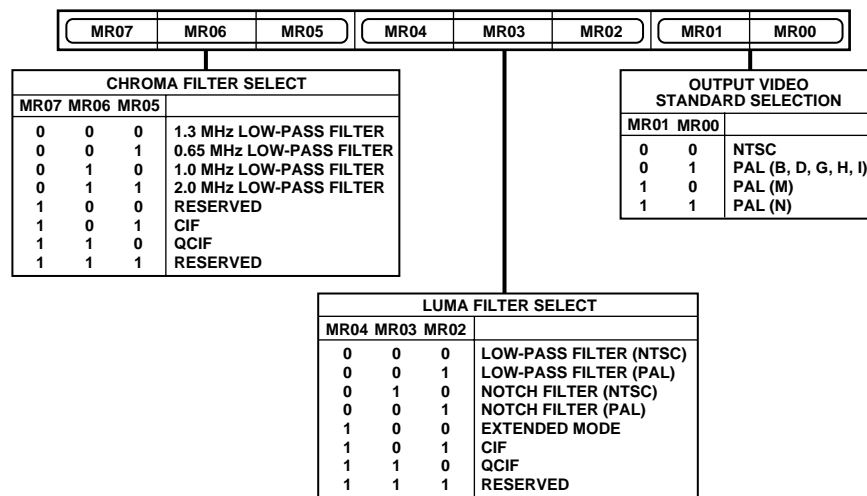 MR07 MR06 MR05 MR04 MR03 MR02 MR01 MR00
CHROMA FILTER SELECT
MR07 MR06 MR05
0 0 0 1.3 MHz LOW-PASS FILTER
0 0 1 0.65 MHz LOW-PASS FILTER
0 1 0 1.0 MHz LOW-PASS FILTER
0 1 1 2.0 MHz LOW-PASS FILTER
1 0 0 RESERVED
1 0 1 CIF
1 1 0 QCIF
1 1 1 RESERVED
OUTPUT VIDEO
STANDARD SELECTION
MR01 MR00
0 0 NTSC
0 1 PAL (B, D, G, H, I)
1 0 PAL (M)
1 1 PAL (N)
LUMA FILTER SELECT
MR04 MR03 MR02
0 0 0 LOW-PASS FILTER (NTSC)
0 0 1 LOW-PASS FILTER (PAL)
0 1 0 NOTCH FILTER (NTSC)
0 0 1 NOTCH FILTER (PAL)
1 0 0 EXTENDED MODE
1 0 1 CIF
1 1 0 QCIF
1 1 1 RESERVED